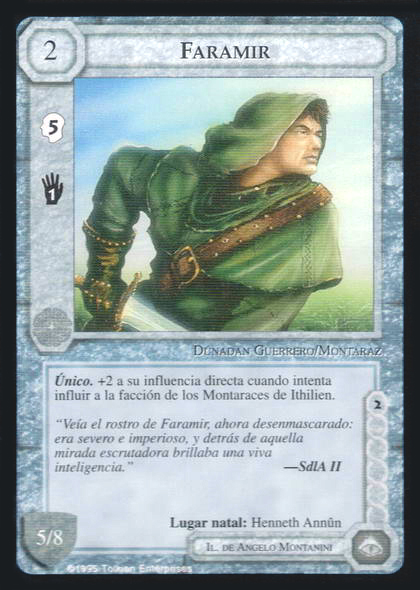 2
FARAMIR
5
1
DÚNADAN GUERRERO/MONTARAZ
Único. +2 a su influencia directa cuando intenta
influir a la facción de los Montaraces de Ithilien.
2
“Veía el rostro de Faramir, ahora desenmascarado:
era severo e imperioso, y detrás de aquella
mirada escrutadora brillaba una viva
inteligencia.” —SdlA II
Lugar natal: Henneth Annûn
5/8
IL. DE ANGELO MONTANINI
©1995 Tolkien Enterprises